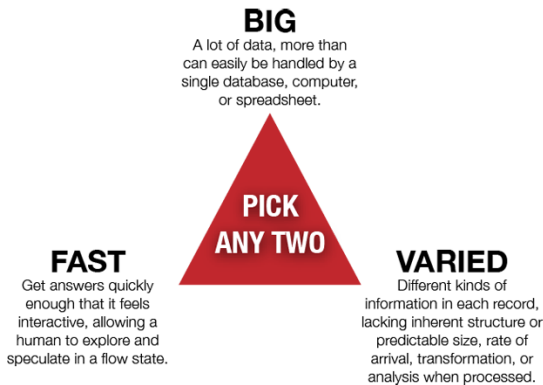 BIG
A lot of data, more than
can easily be handled by a
single database, computer,
or spreadsheet.
PICK
ANY TWO
FAST
Get answers quickly
enough that it feels
interactive, allowing a
human to explore and
speculate in a flow state.
VARIED
Different kinds of
information in each record,
lacking inherent structure or
predictable size, rate of
arrival, transformation, or
analysis when processed.